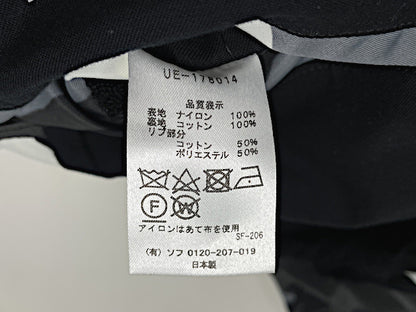 UE-178014
品質表示
表地 ナイロン 100%
裏地 コットン 100%
リブ部分
コットン 50%
ポリエステル 50%
F W
アイロンはあて布を使用
SF-206
(有) ソフ 0120-207-019
日本製